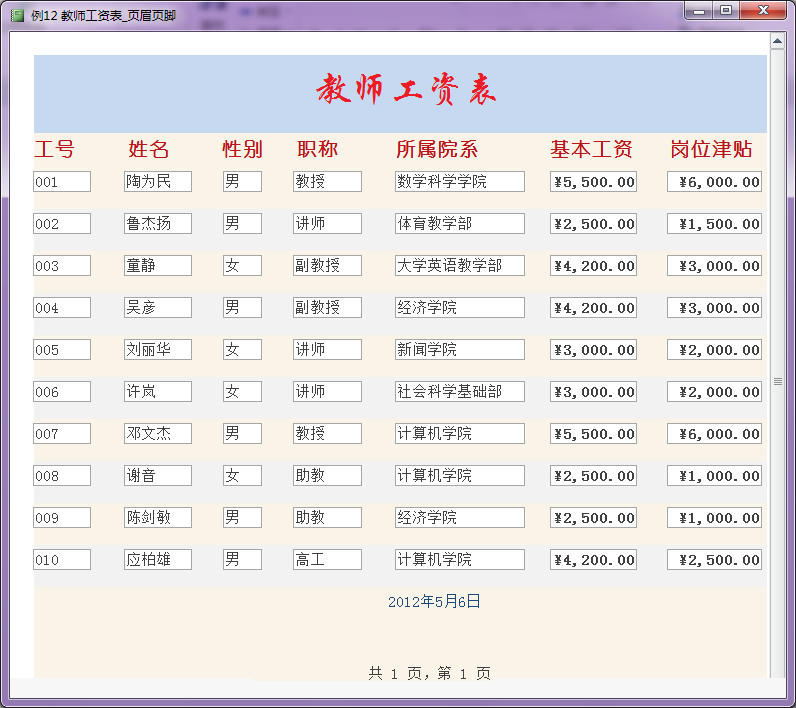 例12 教师工资表_页眉页脚
教师工资表
工号 姓名 性别 职称 所属院系 基本工资 岗位津贴
001 陶为民 男 教授 数学科学学院 ¥5,500.00 ¥6,000.00
002 鲁杰扬 男 讲师 体育教学部 ¥2,500.00 ¥1,500.00
003 童静 女 副教授 大学英语教学部 ¥4,200.00 ¥3,000.00
004 吴彦 男 副教授 经济学院 ¥4,200.00 ¥3,000.00
005 刘丽华 女 讲师 新闻学院 ¥3,000.00 ¥2,000.00
006 许岚 女 讲师 社会科学基础部 ¥3,000.00 ¥2,000.00
007 邓文杰 男 教授 计算机学院 ¥5,500.00 ¥6,000.00
008 谢音 女 助教 计算机学院 ¥2,500.00 ¥1,000.00
009 陈剑敏 男 助教 经济学院 ¥2,500.00 ¥1,000.00
010 应柏雄 男 高工 计算机学院 ¥4,200.00 ¥2,500.00
2012年5月6日
共 1 页，第 1 页